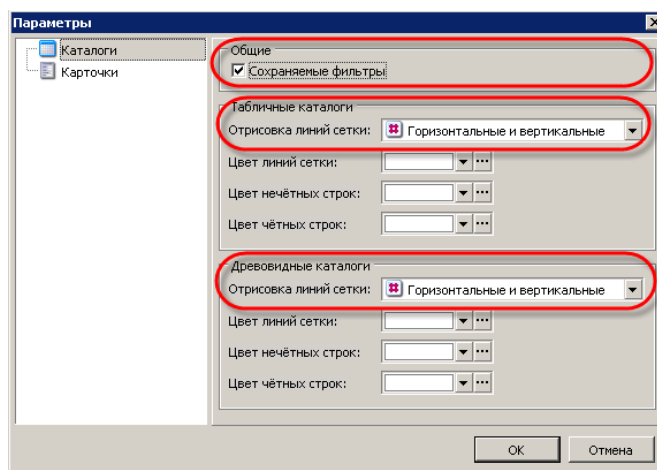 Параметры
Каталоги
Карточки
Общие
Сохраняемые фильтры
Табличные каталоги
Отрисовка линий сетки: Горизонтальные и вертикальные
Цвет линий сетки:
Цвет нечётных строк:
Цвет чётных строк:
Древовидные каталоги
Отрисовка линий сетки: Горизонтальные и вертикальные
Цвет линий сетки:
Цвет нечётных строк:
Цвет чётных строк:
OK Отмена